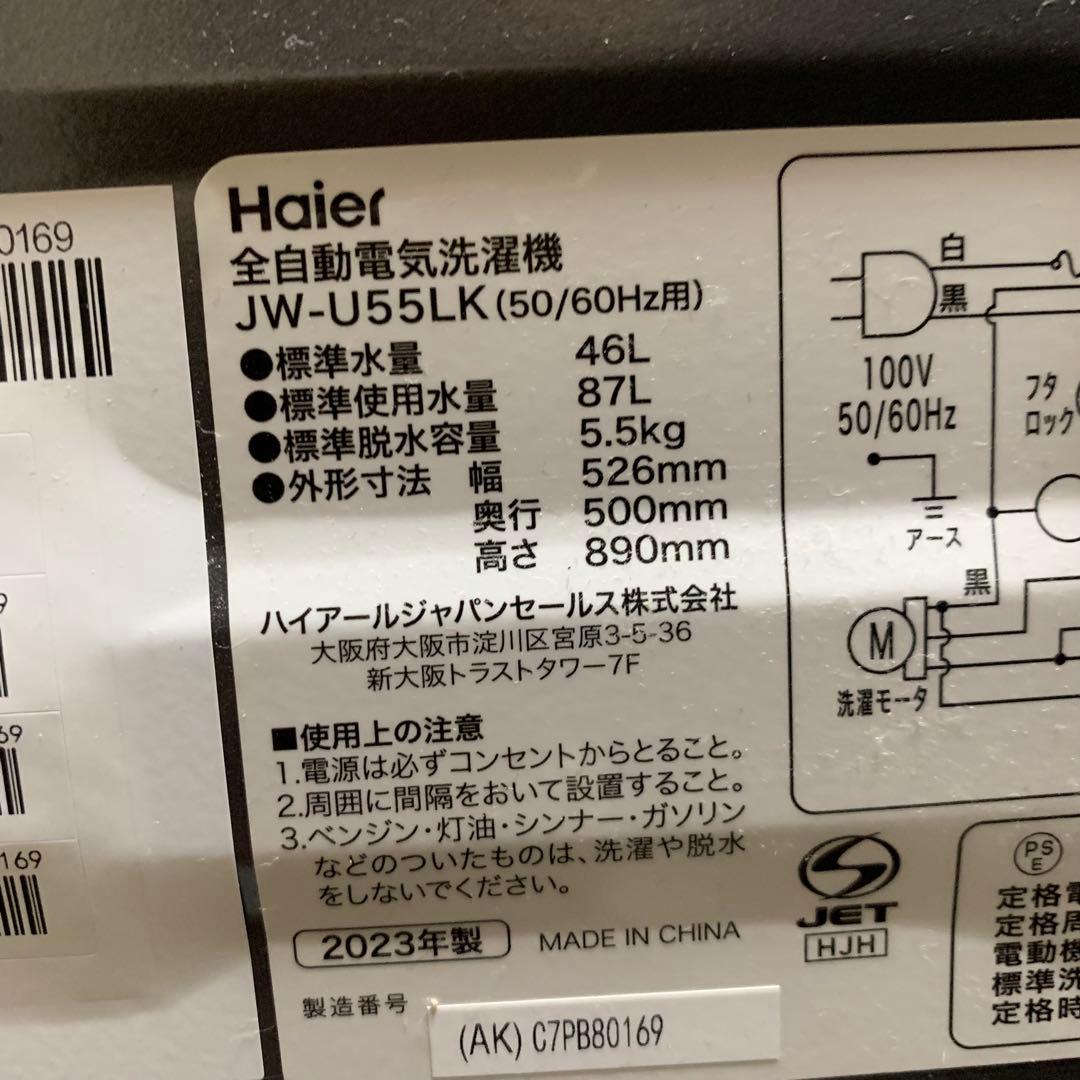 0169
Haier
全自動電気洗濯機
JW-U55LK(50/60Hz用)
●標準水量 46L
●標準使用水量 87L
●標準脱水容量 5.5kg
●外形寸法 幅 526mm
奥行 500mm
高さ 890mm
ハイアールジャパンセールス株式会社
大阪府大阪市淀川区宮原3-5-36
新大阪トラストタワー7F
■使用上の注意
1.電源は必ずコンセントからとること。
2.周囲に間隔をおいて設置すること。
3.ベンジン・灯油・シンナー・ガソリン
などのついたものは、洗濯や脱水
をしないでください。
2023年製 MADE IN CHINA
製造番号
(AK) C7PB80169
白
黒
100V
50/60Hz
フタ
ロック
アース
黒
M
洗濯モータ
JET
HJH
PS
E
定格電
定格周
電動機
標準洗
定格時
9
69
0169